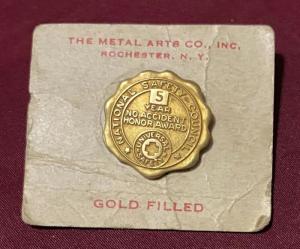 THE METAL ARTS CO., INC.
ROCHESTER, N. Y.
NATIONAL SAFETY COUNCIL
5
YEAR
NO ACCIDENT
HONOR AWARD
UNIVERSAL
SAFETY
GOLD FILLED